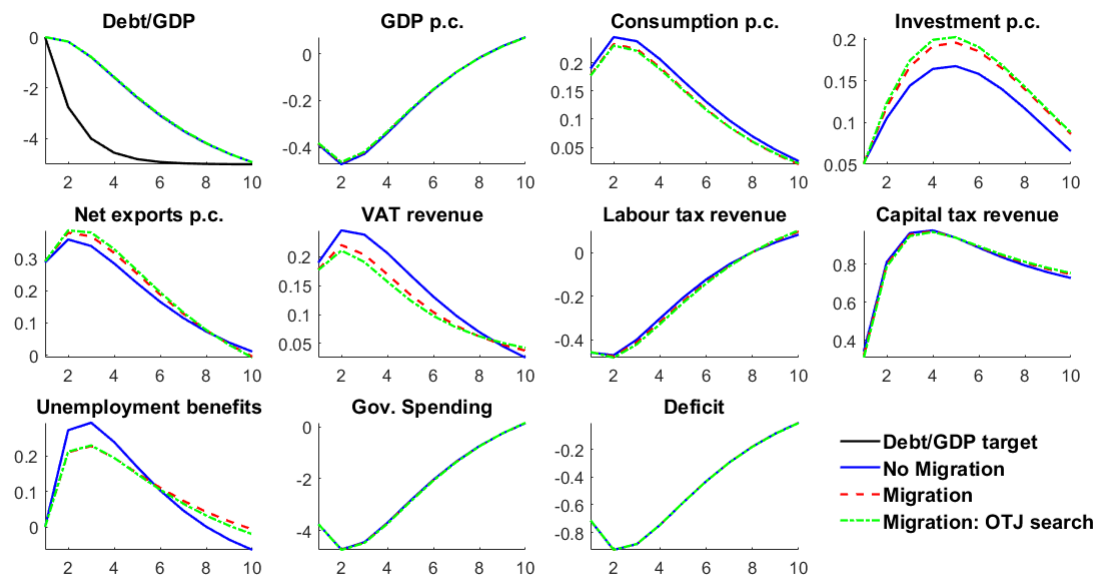 Debt/GDP
GDP p.c.
Consumption p.c.
Investment p.c.
0
-2
-4
2 4 6 8 10
0
-0.2
-0.4
2 4 6 8 10
0.2
0.15
0.1
0.05
2 4 6 8 10
0.2
0.15
0.1
0.05
2 4 6 8 10
Net exports p.c.
VAT revenue
Labour tax revenue
Capital tax revenue
0.3
0.2
0.1
0
2 4 6 8 10
0.2
0.15
0.1
0.05
2 4 6 8 10
0
-0.2
-0.4
2 4 6 8 10
0.8
0.6
0.4
2 4 6 8 10
Unemployment benefits
Gov. Spending
Deficit
0.2
0.1
0
2 4 6 8 10
0
-2
-4
2 4 6 8 10
-0.2
-0.4
-0.6
-0.8
2 4 6 8 10
Debt/GDP target
No Migration
Migration
Migration: OTJ search